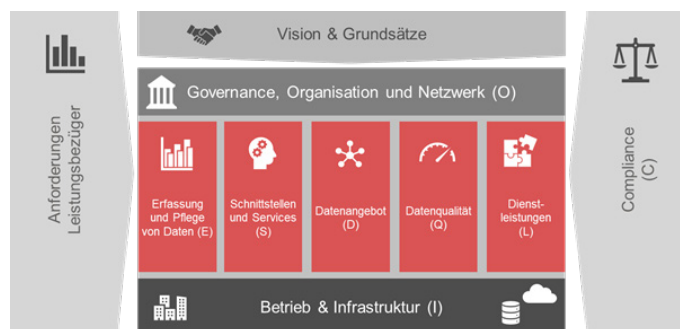 Vision & Grundsätze
Anforderungen
Leistungsbezüger
Governance, Organisation und Netzwerk (O)
Erfassung
und Pflege
von Daten (E)
Schnittstellen
und Services
(S)
Datenangebot
(D)
Datenqualität
(Q)
Dienst-
leistungen
(L)
Betrieb & Infrastruktur (I)
Compliance
(C)